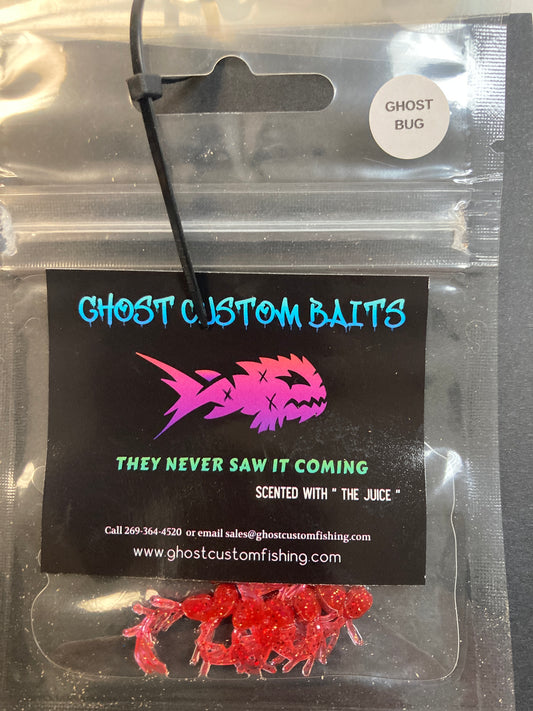 GHOST
BUG
GHOST CUSTOM BAITS
THEY NEVER SAW IT COMING
SCENTED WITH " THE JUICE "
Call 269-364-4520 or email sales@ghostcustomfishing.com
www.ghostcustomfishing.com